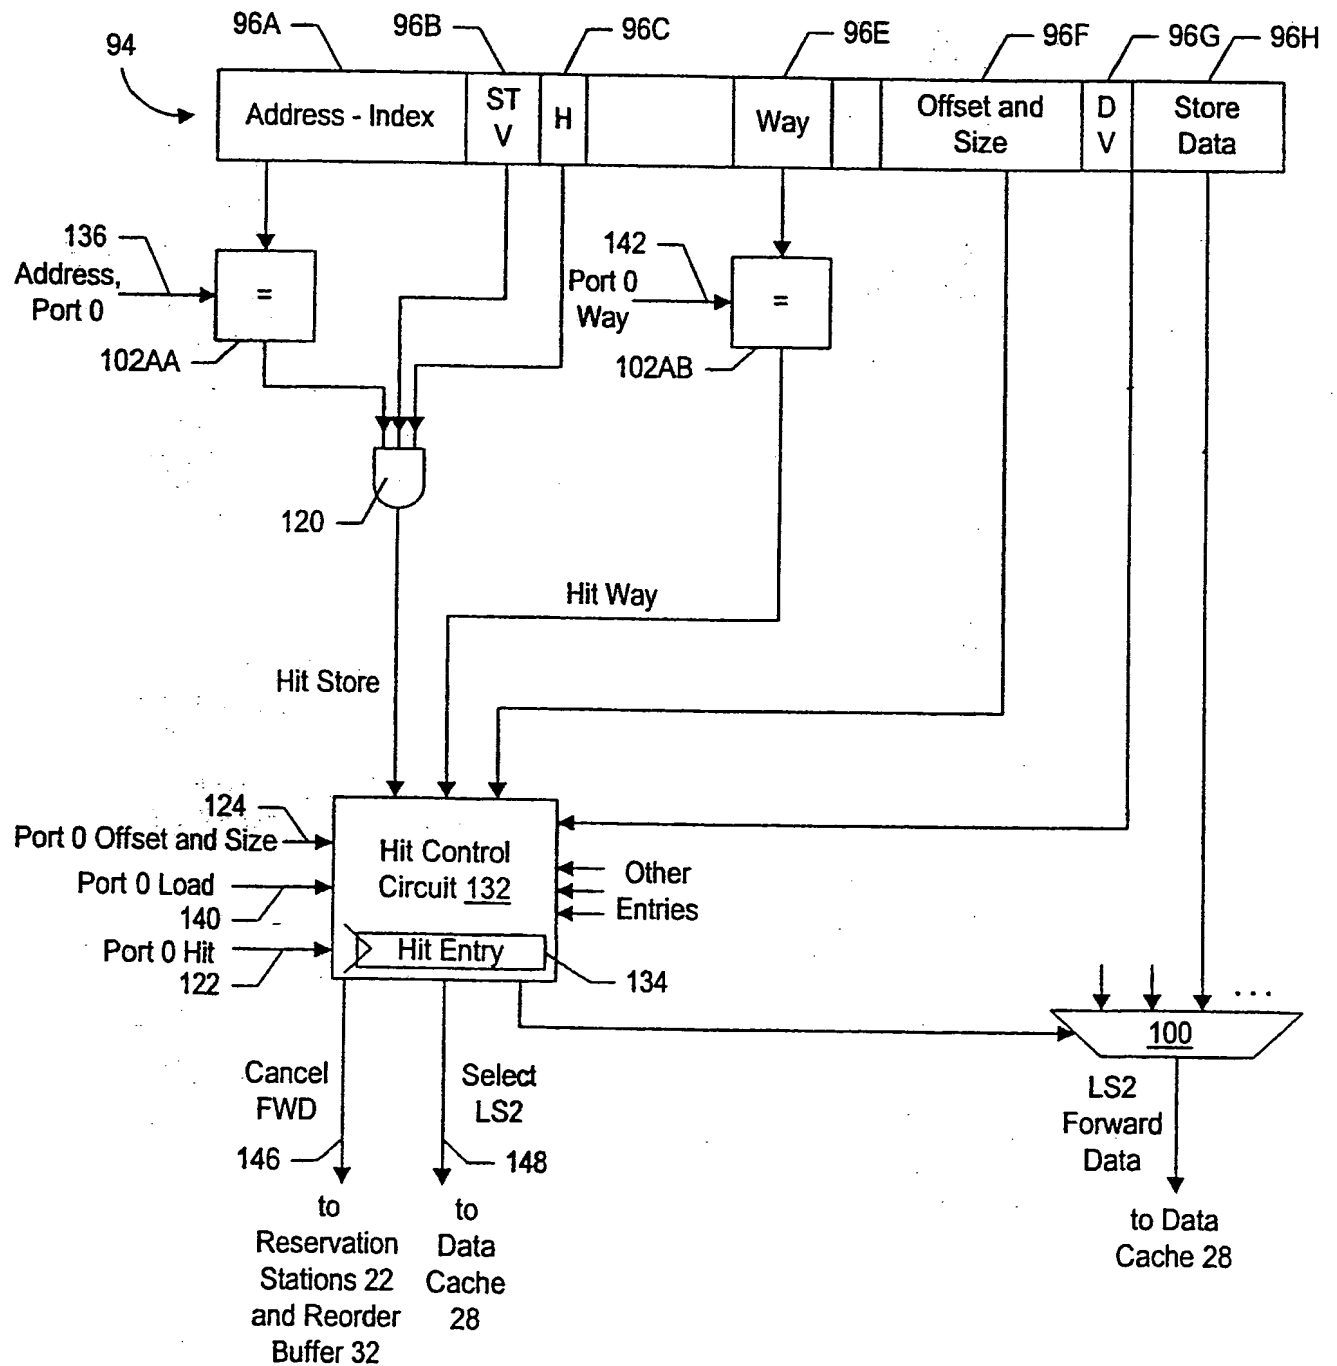 94
96A
96B
96C
96E
96F
96G
96H
Address - Index
ST
V
H
Way
Offset and
Size
D
V
Store
Data
136
Address,
Port 0
=
102AA
142
Port 0
Way
=
102AB
120
Hit Way
Hit Store
124
Port 0 Offset and Size
Port 0 Load
140
Port 0 Hit
122
Hit Control
Circuit 132
Hit Entry
134
Other
Entries
...
100
Cancel
FWD
146
Select
LS2
148
LS2
Forward
Data
to
Reservation
Stations 22
and Reorder
Buffer 32
to
Data
Cache
28
to Data
Cache 28